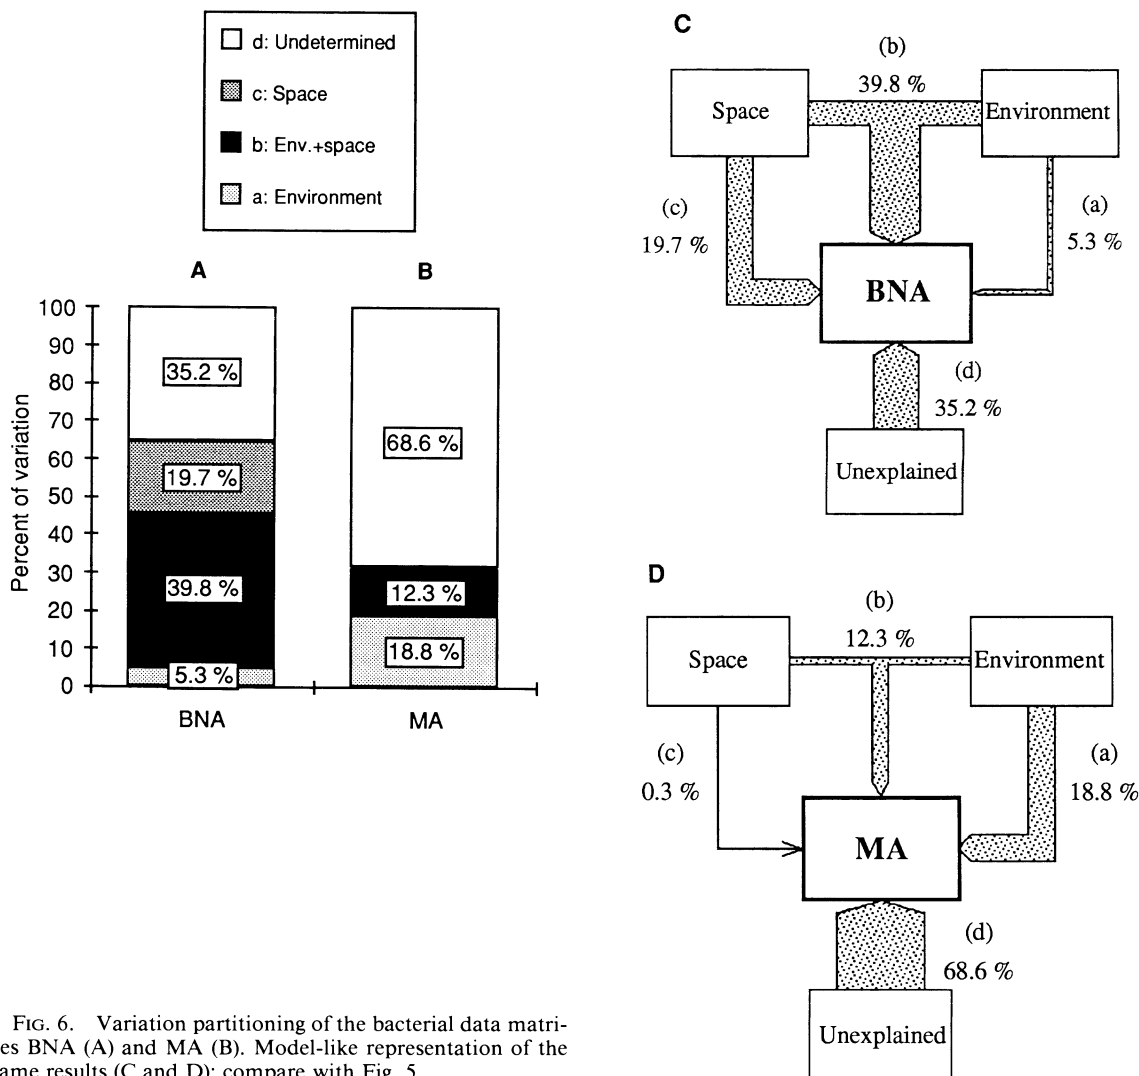 d: Undetermined
c: Space
b: Env.+space
a: Environment
A
B
Percent of variation
100
90
80
70
60
50
40
30
20
10
0
35.2 %
19.7 %
39.8 %
5.3 %
68.6 %
12.3 %
18.8 %
BNA
MA
C
(b)
39.8 %
Space
Environment
(c)
19.7 %
(a)
5.3 %
BNA
(d)
35.2 %
Unexplained
D
(b)
12.3 %
Space
Environment
(c)
0.3 %
(a)
18.8 %
MA
(d)
68.6 %
Unexplained
FIG. 6. Variation partitioning of the bacterial data matri-
es BNA (A) and MA (B). Model-like representation of the
ame results (C and D); compare with Fig. 5.